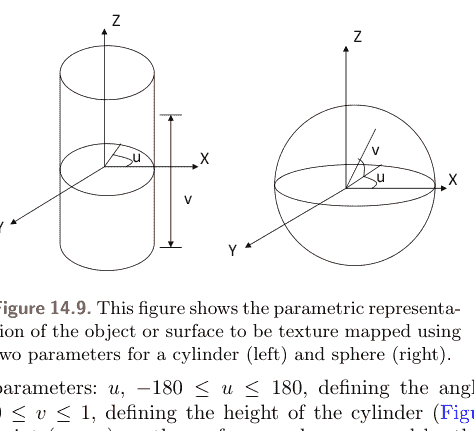 Z
X
u
v
Y
Z
X
v
u
Y
Figure 14.9. This figure shows the parametric representa-
tion of the object or surface to be texture mapped using
two parameters for a cylinder (left) and sphere (right).
parameters: u, −180 ≤ u ≤ 180, defining the angl
0 ≤ v ≤ 1, defining the height of the cylinder (Figu